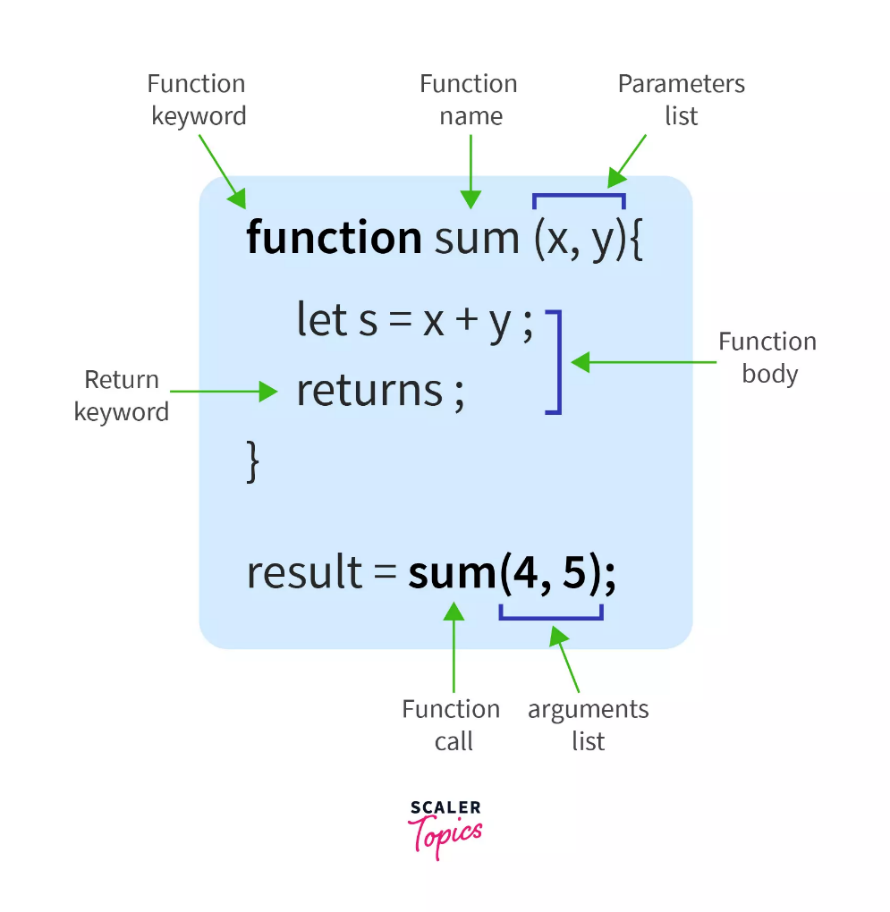 Function
keyword
Function
name
Parameters
list
function sum (x, y){
let s = x + y ;
Function
body
Return
keyword
returns ;
}
result = sum(4, 5);
Function
call
arguments
list
SCALER
Topics